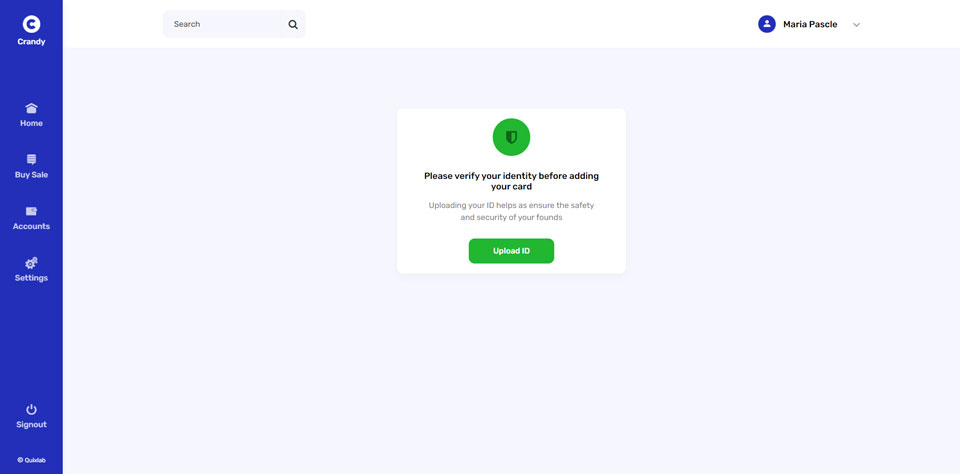 Crandy
Search
Maria Pascle
Home
Buy Sale
Accounts
Settings
Signout
© Quixlab
Please verify your identity before adding
your card
Uploading your ID helps as ensure the safety
and security of your founds
Upload ID